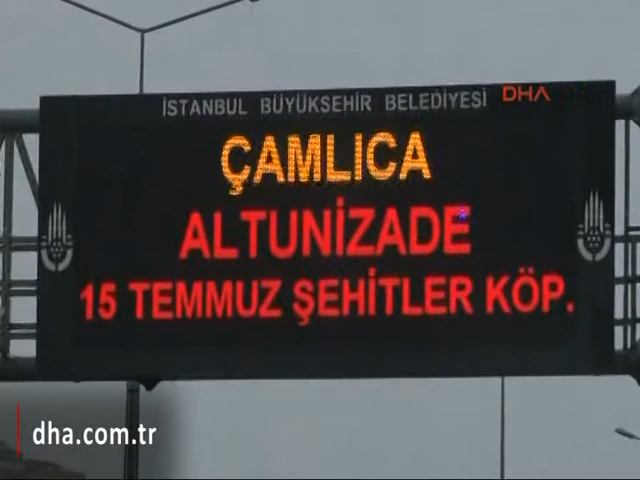 İSTANBUL BÜYÜKŞEHİR BELEDİYESİ DHA
ÇAMLICA
ALTUNİZADE
15 TEMMUZ ŞEHİTLER KÖP.
dha.com.tr